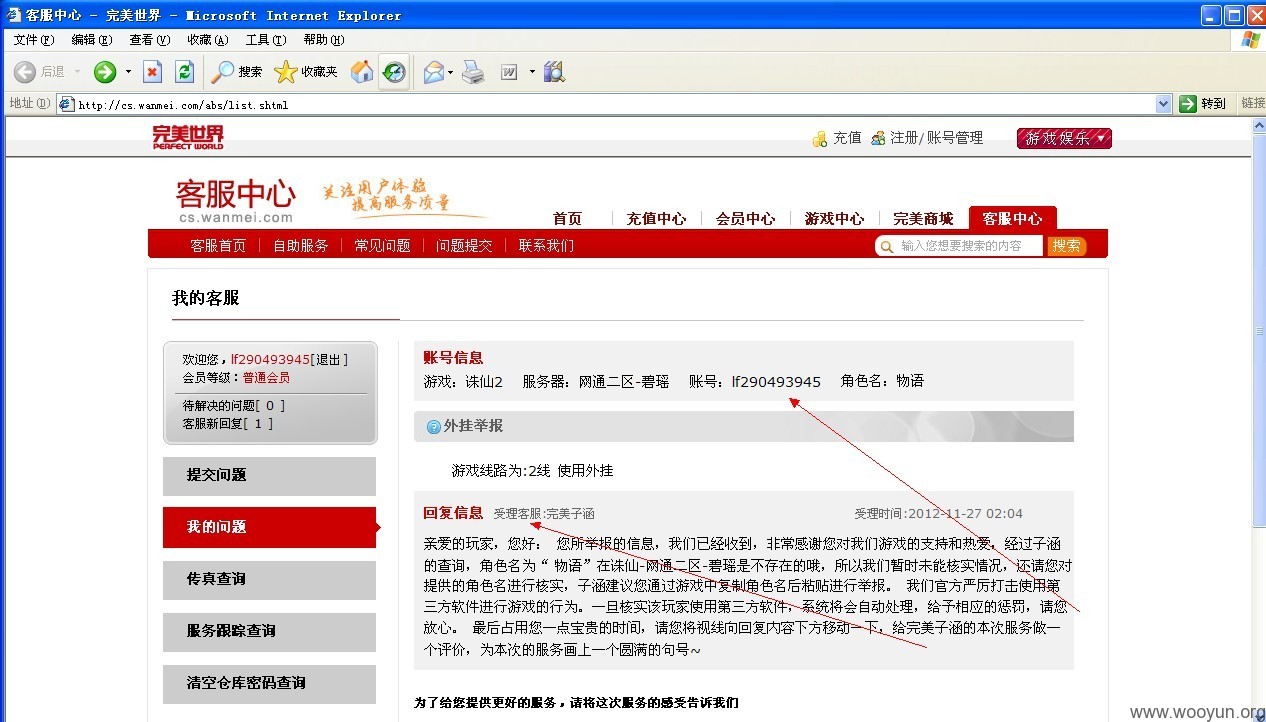 客服中心 - 完美世界 - Microsoft Internet Explorer
文件(F) 编辑(E) 查看(V) 收藏(A) 工具(T) 帮助(H)
后退 搜索 收藏夹
地址(D) http://cs.wanmei.com/abs/list.shtml 转到 链接
完美世界
PERFECT WORLD
充值 注册/账号管理 游戏娱乐
客服中心
cs.wanmei.com
关注用户体验
提高服务质量
首页 充值中心 会员中心 游戏中心 完美商城 客服中心
客服首页 自助服务 常见问题 问题提交 联系我们 输入您想要搜索的内容 搜索
我的客服
欢迎您，lf290493945[退出]
会员等级：普通会员
待解决的问题[ 0 ]
客服新回复[ 1 ]
提交问题
我的问题
传真查询
服务跟踪查询
清空仓库密码查询
账号信息
游戏：诛仙2 服务器：网通二区-碧瑶 账号：lf290493945 角色名：物语
外挂举报
游戏线路为:2线 使用外挂
回复信息 受理客服:完美子涵 受理时间:2012-11-27 02:04
亲爱的玩家，您好： 您所举报的信息，我们已经收到，非常感谢您对我们游戏的支持和热爱，经过子涵
的查询，角色名为“ 物语”在诛仙-网通二区-碧瑶是不存在的哦，所以我们暂时未能核实情况，还请您对
提供的角色名进行核实，子涵建议您通过游戏中复制角色名后粘贴进行举报。 我们官方严厉打击使用第
三方软件进行游戏的行为。一旦核实该玩家使用第三方软件，系统将会自动处理，给予相应的惩罚，请您
放心。 最后占用您一点宝贵的时间，请您将视线向回复内容下方移动一下，给完美子涵的本次服务做一
个评价，为本次的服务画上一个圆满的句号~
为了给您提供更好的服务，请将这次服务的感受告诉我们
www.wooyun.org